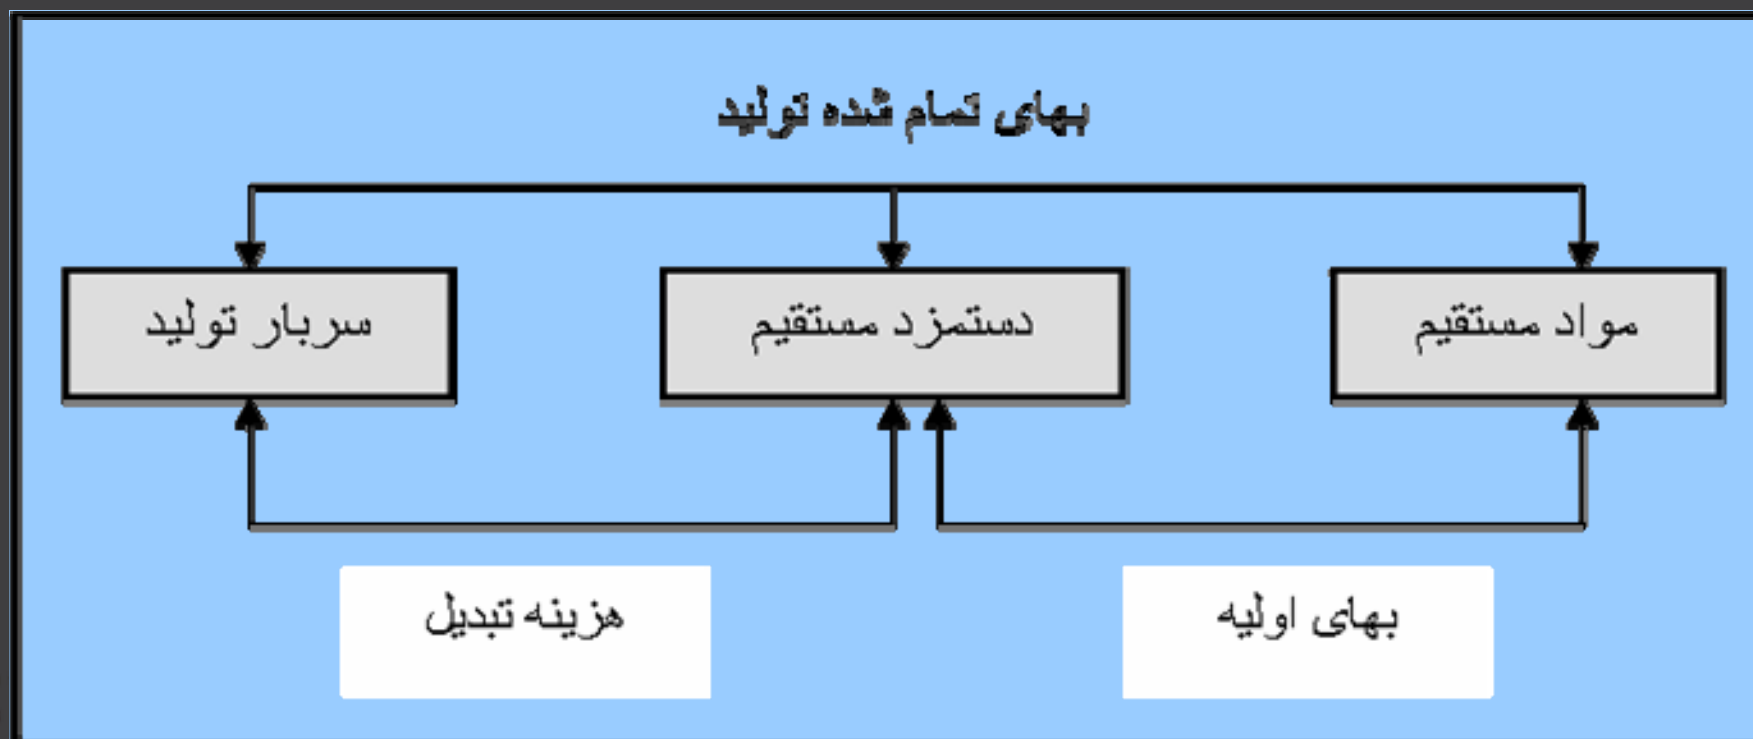 بهای تمام شده تولید
مواد مستقیم
دستمزد مستقیم
سربار تولید
بهای اولیه
هزینه تبدیل